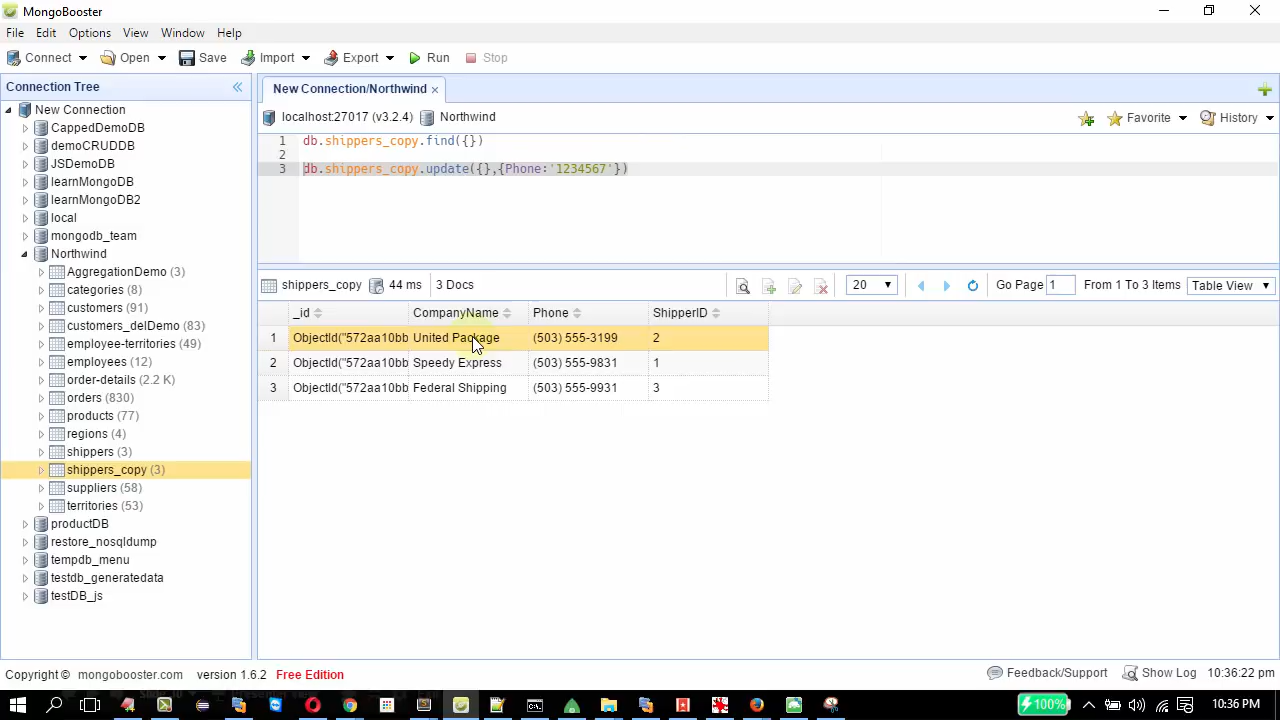 MongoBooster
File Edit Options View Window Help
Connect Open Save Import Export Run Stop
Connection Tree
New Connection
CappedDemoDB
demoCRUDDB
JSDemoDB
learnMongoDB
learnMongoDB2
local
mongodb_team
Northwind
AggregationDemo (3)
categories (8)
customers (91)
customers_delDemo (83)
employee-territories (49)
employees (12)
order-details (2.2 K)
orders (830)
products (77)
regions (4)
shippers (3)
shippers_copy (3)
suppliers (58)
territories (53)
productDB
restore_nosqldump
tempdb_menu
testdb_generatedata
testDB_js
New Connection/Northwind
localhost:27017 (v3.2.4) Northwind Favorite History
1 db.shippers_copy.find({})
2
3 db.shippers_copy.update({},{Phone:'1234567'})
shippers_copy 44 ms 3 Docs 20 Go Page 1 From 1 To 3 Items Table View
_id CompanyName Phone ShipperID
1 ObjectId("572aa10bb United Package (503) 555-3199 2
2 ObjectId("572aa10bb Speedy Express (503) 555-9831 1
3 ObjectId("572aa10bb Federal Shipping (503) 555-9931 3
Copyright © mongobooster.com version 1.6.2 Free Edition Feedback/Support Show Log 10:36:22 pm
100% 10:36 PM